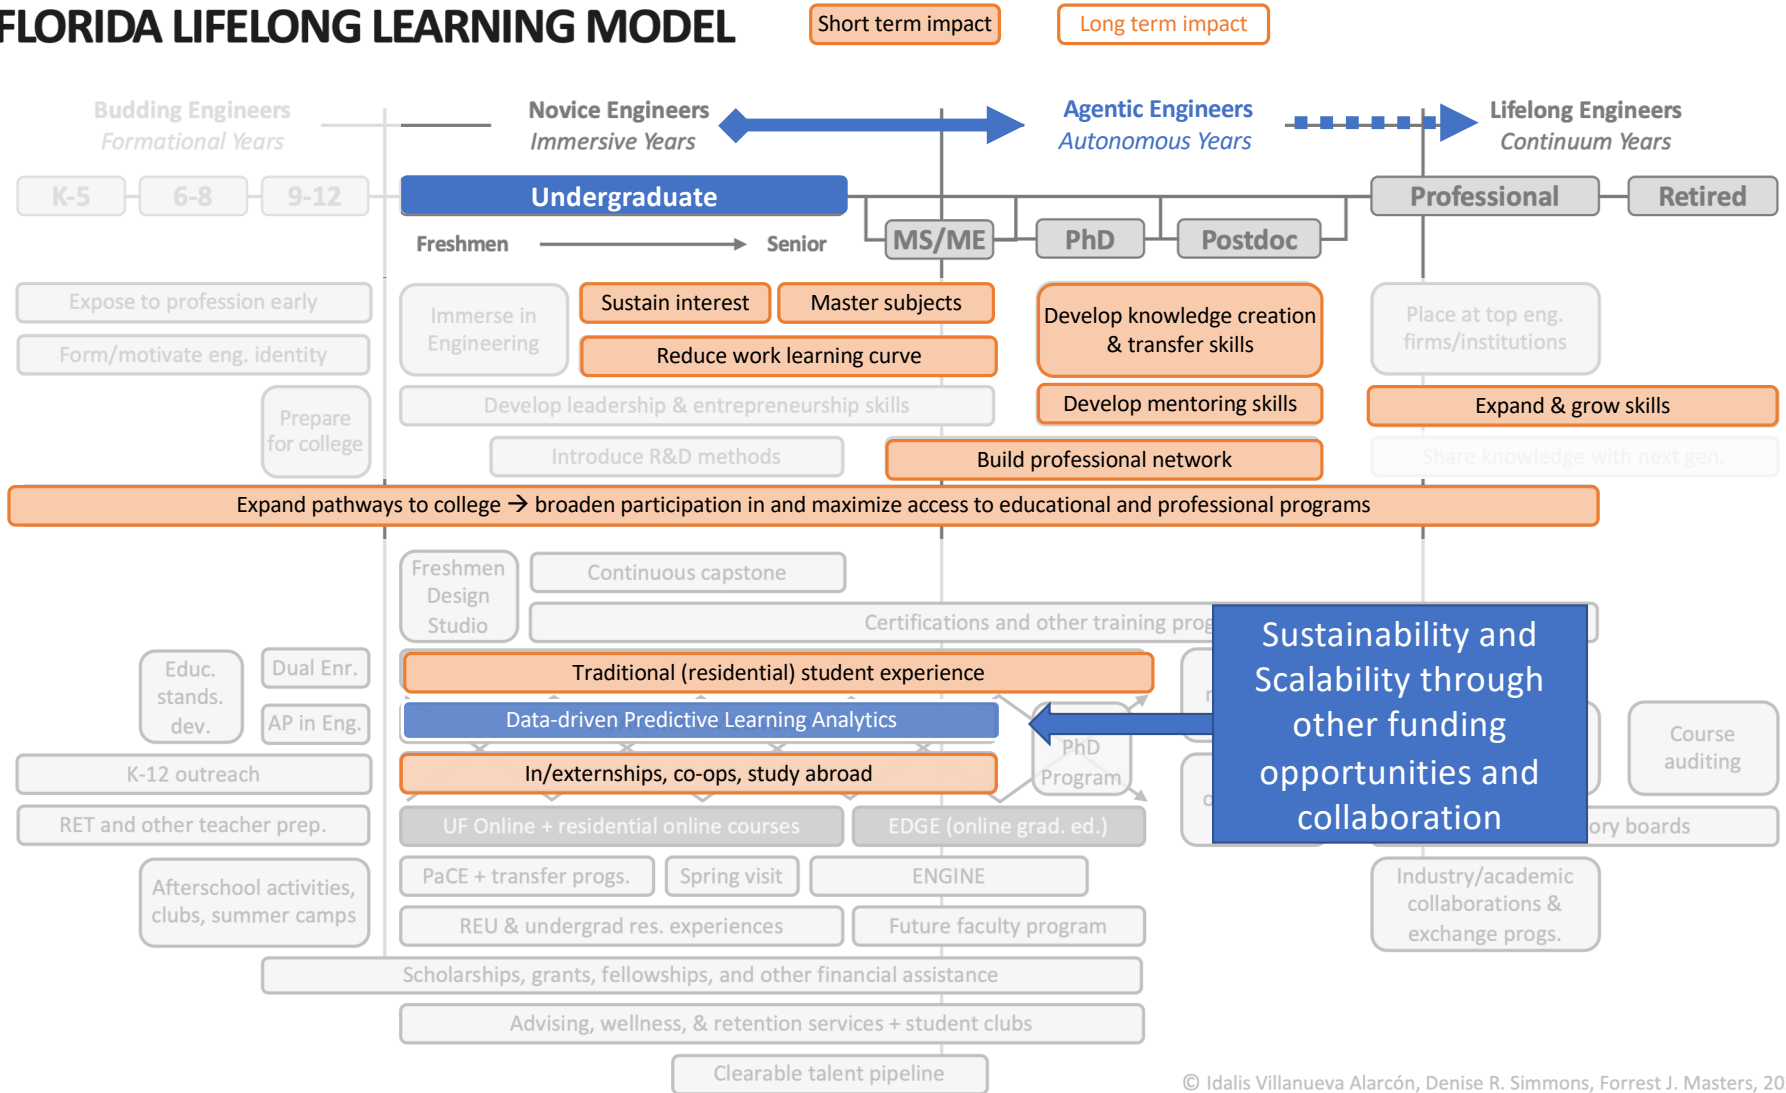 FLORIDA LIFELONG LEARNING MODEL
Short term impact
Long term impact
Budding Engineers
Formational Years
Novice Engineers
Immersive Years
Agentic Engineers
Autonomous Years
Lifelong Engineers
Continuum Years
K-5
6-8
9-12
Undergraduate
Professional
Retired
Freshmen
Senior
MS/ME
PhD
Postdoc
Expose to profession early
Form/motivate eng. identity
Prepare
for college
Immerse in
Engineering
Sustain interest
Master subjects
Reduce work learning curve
Develop leadership & entrepreneurship skills
Introduce R&D methods
Develop knowledge creation
& transfer skills
Develop mentoring skills
Build professional network
Place at top eng.
firms/institutions
Expand & grow skills
Share knowledge with next gen.
Expand pathways to college → broaden participation in and maximize access to educational and professional programs
Freshmen
Design
Studio
Continuous capstone
Certifications and other training prog
Educ.
stands.
dev.
Dual Enr.
AP in Eng.
K-12 outreach
RET and other teacher prep.
Afterschool activities,
clubs, summer camps
Traditional (residential) student experience
Data-driven Predictive Learning Analytics
In/externships, co-ops, study abroad
PhD
Program
Sustainability and
Scalability through
other funding
opportunities and
collaboration
Course
auditing
ory boards
UF Online + residential online courses
EDGE (online grad. ed.)
PaCE + transfer progs.
Spring visit
ENGINE
REU & undergrad res. experiences
Future faculty program
Industry/academic
collaborations &
exchange progs.
Scholarships, grants, fellowships, and other financial assistance
Advising, wellness, & retention services + student clubs
Clearable talent pipeline
© Idalis Villanueva Alarcón, Denise R. Simmons, Forrest J. Masters, 20